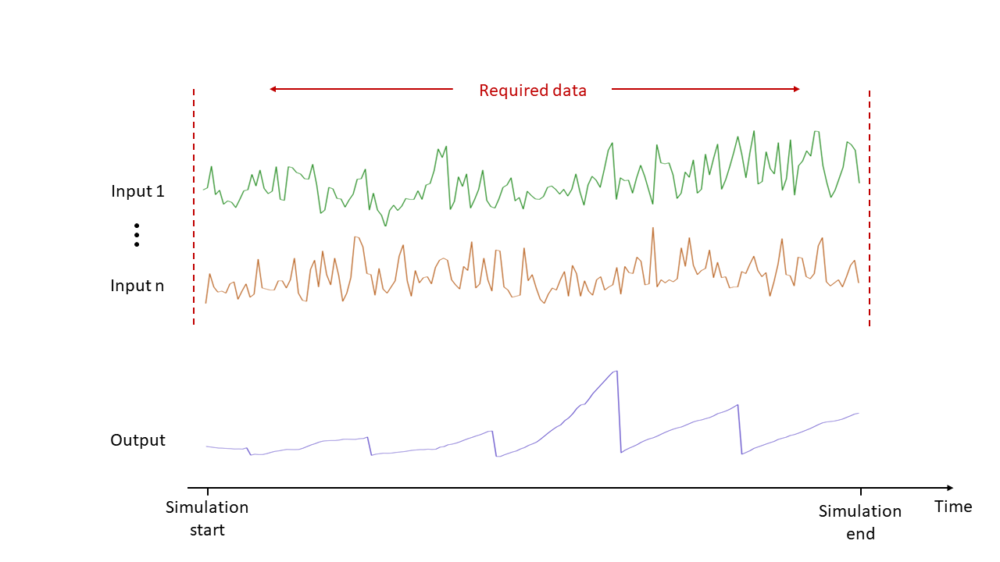 Required data
Input 1
Input n
Output
Simulation
start
Simulation
end
Time